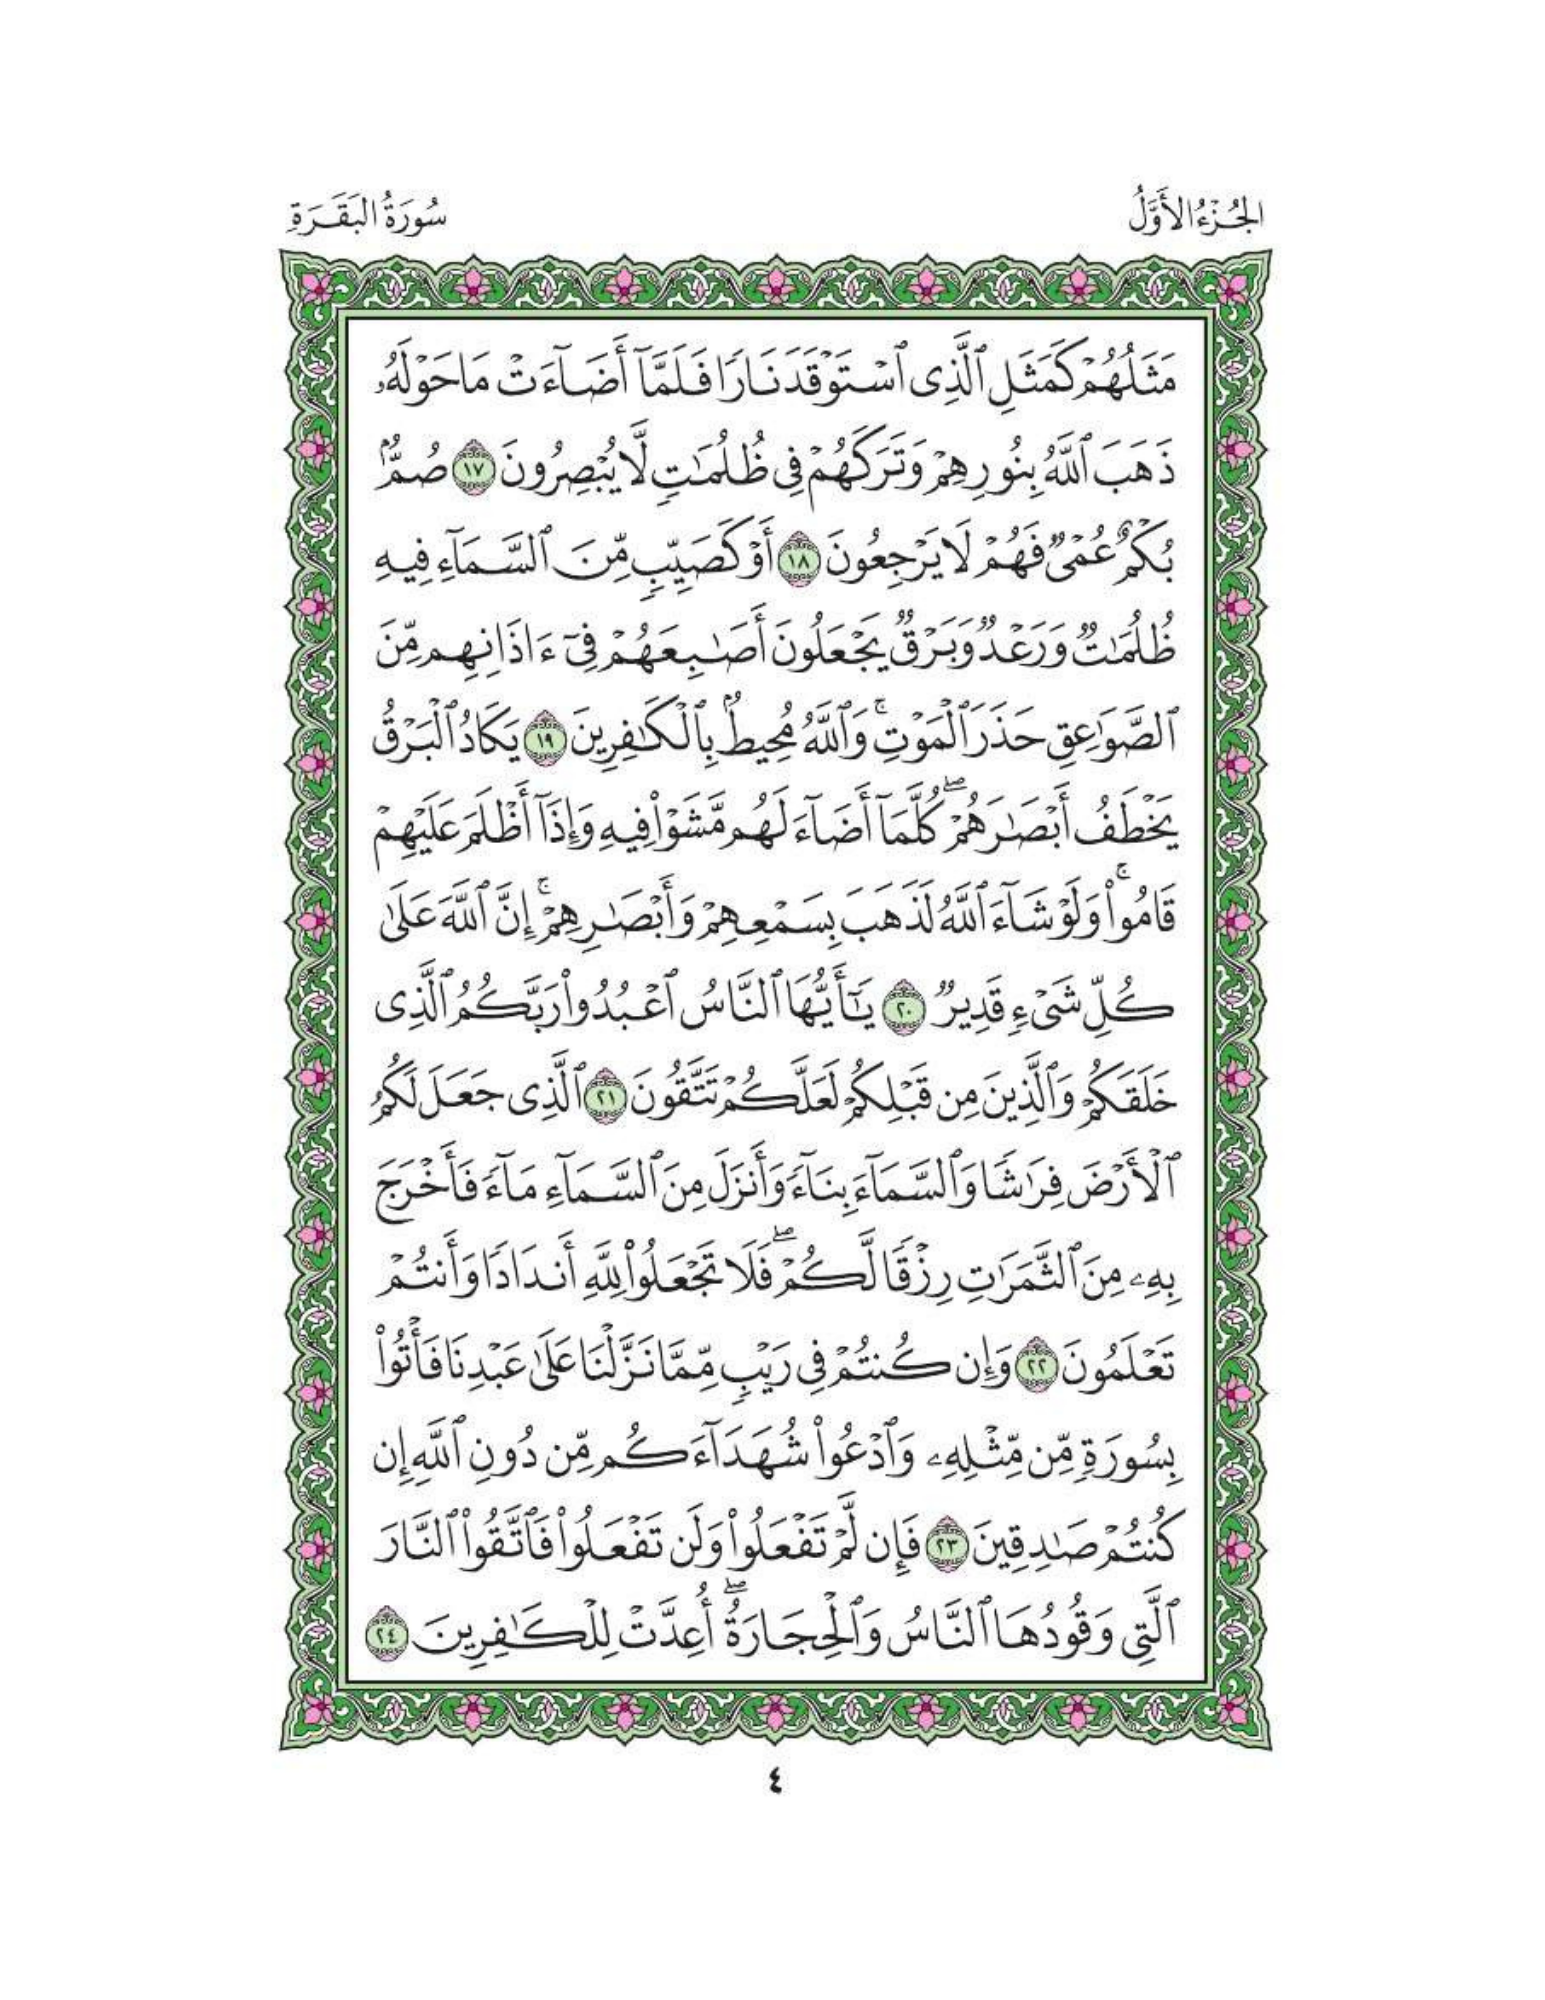 الجُزْءُ الأَوَّلُ
سُورَةُ البَقَرَةِ
مَثَلُهُمْ كَمَثَلِ ٱلَّذِى ٱسْتَوْقَدَ نَارًا فَلَمَّآ أَضَآءَتْ مَا حَوْلَهُۥ
ذَهَبَ ٱللَّهُ بِنُورِهِمْ وَتَرَكَهُمْ فِى ظُلُمَـٰتٍ لَّا يُبْصِرُونَ ١٧ صُمٌّۢ
بُكْمٌ عُمْىٌ فَهُمْ لَا يَرْجِعُونَ ١٨ أَوْ كَصَيِّبٍ مِّنَ ٱلسَّمَآءِ فِيهِ
ظُلُمَـٰتٌ وَرَعْدٌ وَبَرْقٌ يَجْعَلُونَ أَصَـٰبِعَهُمْ فِىٓ ءَاذَانِهِم مِّنَ
ٱلصَّوَٰعِقِ حَذَرَ ٱلْمَوْتِ ۚ وَٱللَّهُ مُحِيطٌۢ بِٱلْكَـٰفِرِينَ ١٩ يَكَادُ ٱلْبَرْقُ
يَخْطَفُ أَبْصَـٰرَهُمْ ۖ كُلَّمَآ أَضَآءَ لَهُم مَّشَوْا۟ فِيهِ وَإِذَآ أَظْلَمَ عَلَيْهِمْ
قَامُوا۟ ۚ وَلَوْ شَآءَ ٱللَّهُ لَذَهَبَ بِسَمْعِهِمْ وَأَبْصَـٰرِهِمْ ۚ إِنَّ ٱللَّهَ عَلَىٰ
كُلِّ شَىْءٍ قَدِيرٌ ٢٠ يَـٰٓأَيُّهَا ٱلنَّاسُ ٱعْبُدُوا۟ رَبَّكُمُ ٱلَّذِى
خَلَقَكُمْ وَٱلَّذِينَ مِن قَبْلِكُمْ لَعَلَّكُمْ تَتَّقُونَ ٢١ ٱلَّذِى جَعَلَ لَكُمُ
ٱلْأَرْضَ فِرَٰشًا وَٱلسَّمَآءَ بِنَآءً وَأَنزَلَ مِنَ ٱلسَّمَآءِ مَآءً فَأَخْرَجَ
بِهِۦ مِنَ ٱلثَّمَرَٰتِ رِزْقًا لَّكُمْ ۖ فَلَا تَجْعَلُوا۟ لِلَّهِ أَندَادًا وَأَنتُمْ
تَعْلَمُونَ ٢٢ وَإِن كُنتُمْ فِى رَيْبٍ مِّمَّا نَزَّلْنَا عَلَىٰ عَبْدِنَا فَأْتُوا۟
بِسُورَةٍ مِّن مِّثْلِهِۦ وَٱدْعُوا۟ شُهَدَآءَكُم مِّن دُونِ ٱللَّهِ إِن
كُنتُمْ صَـٰدِقِينَ ٢٣ فَإِن لَّمْ تَفْعَلُوا۟ وَلَن تَفْعَلُوا۟ فَٱتَّقُوا۟ ٱلنَّارَ
ٱلَّتِى وَقُودُهَا ٱلنَّاسُ وَٱلْحِجَارَةُ ۖ أُعِدَّتْ لِلْكَـٰفِرِينَ ٢٤
٤